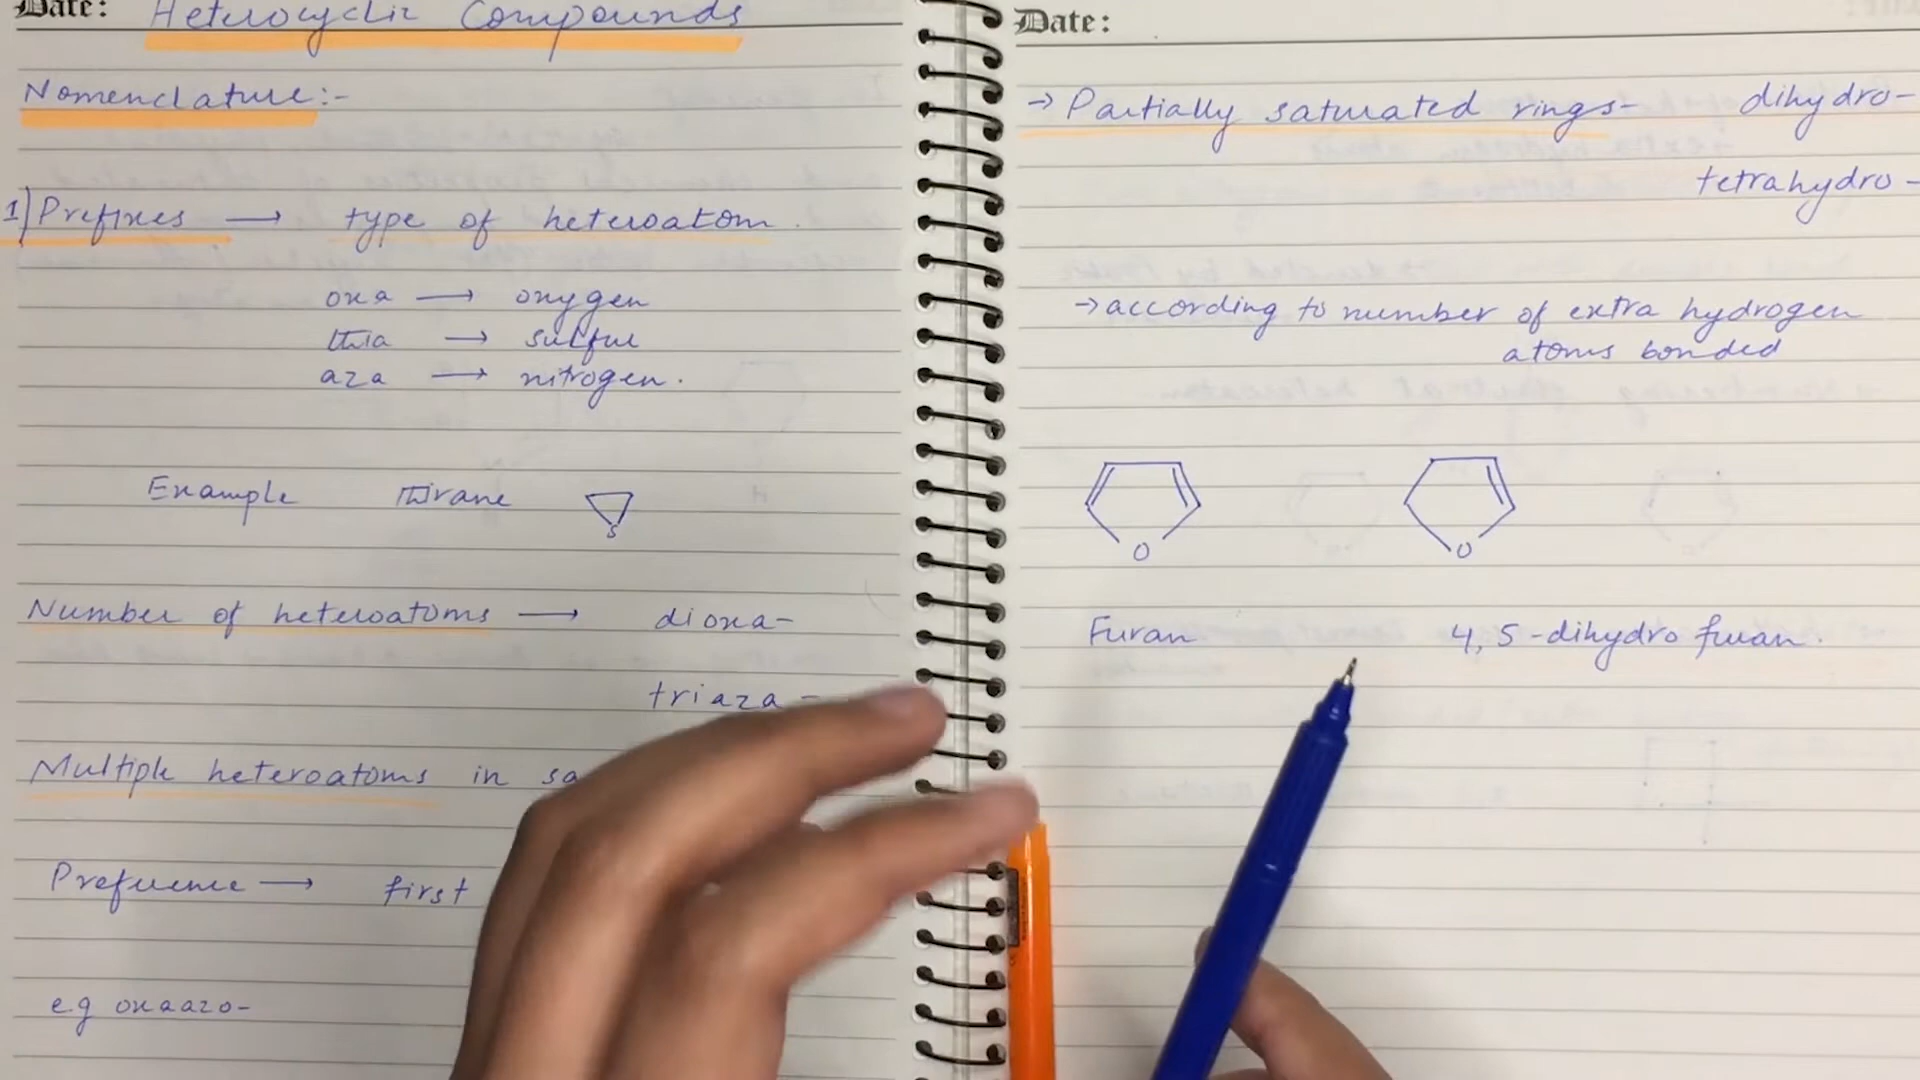 Date: Heterocyclic Compounds
Nomenclature:-
1) Prefixes → type of heteroatom.
oxa → oxygen
thia → sulfur
aza → nitrogen.
Example thirane
S
Number of heteroatoms → dioxa-
triaza-
Multiple heteroatoms in sa
Preference → first
eg oxaazo-
Date:
→ Partially saturated rings- dihydro-
tetrahydro-
→ according to number of extra hydrogen
atoms bonded
O O
Furan 4,5-dihydro furan.